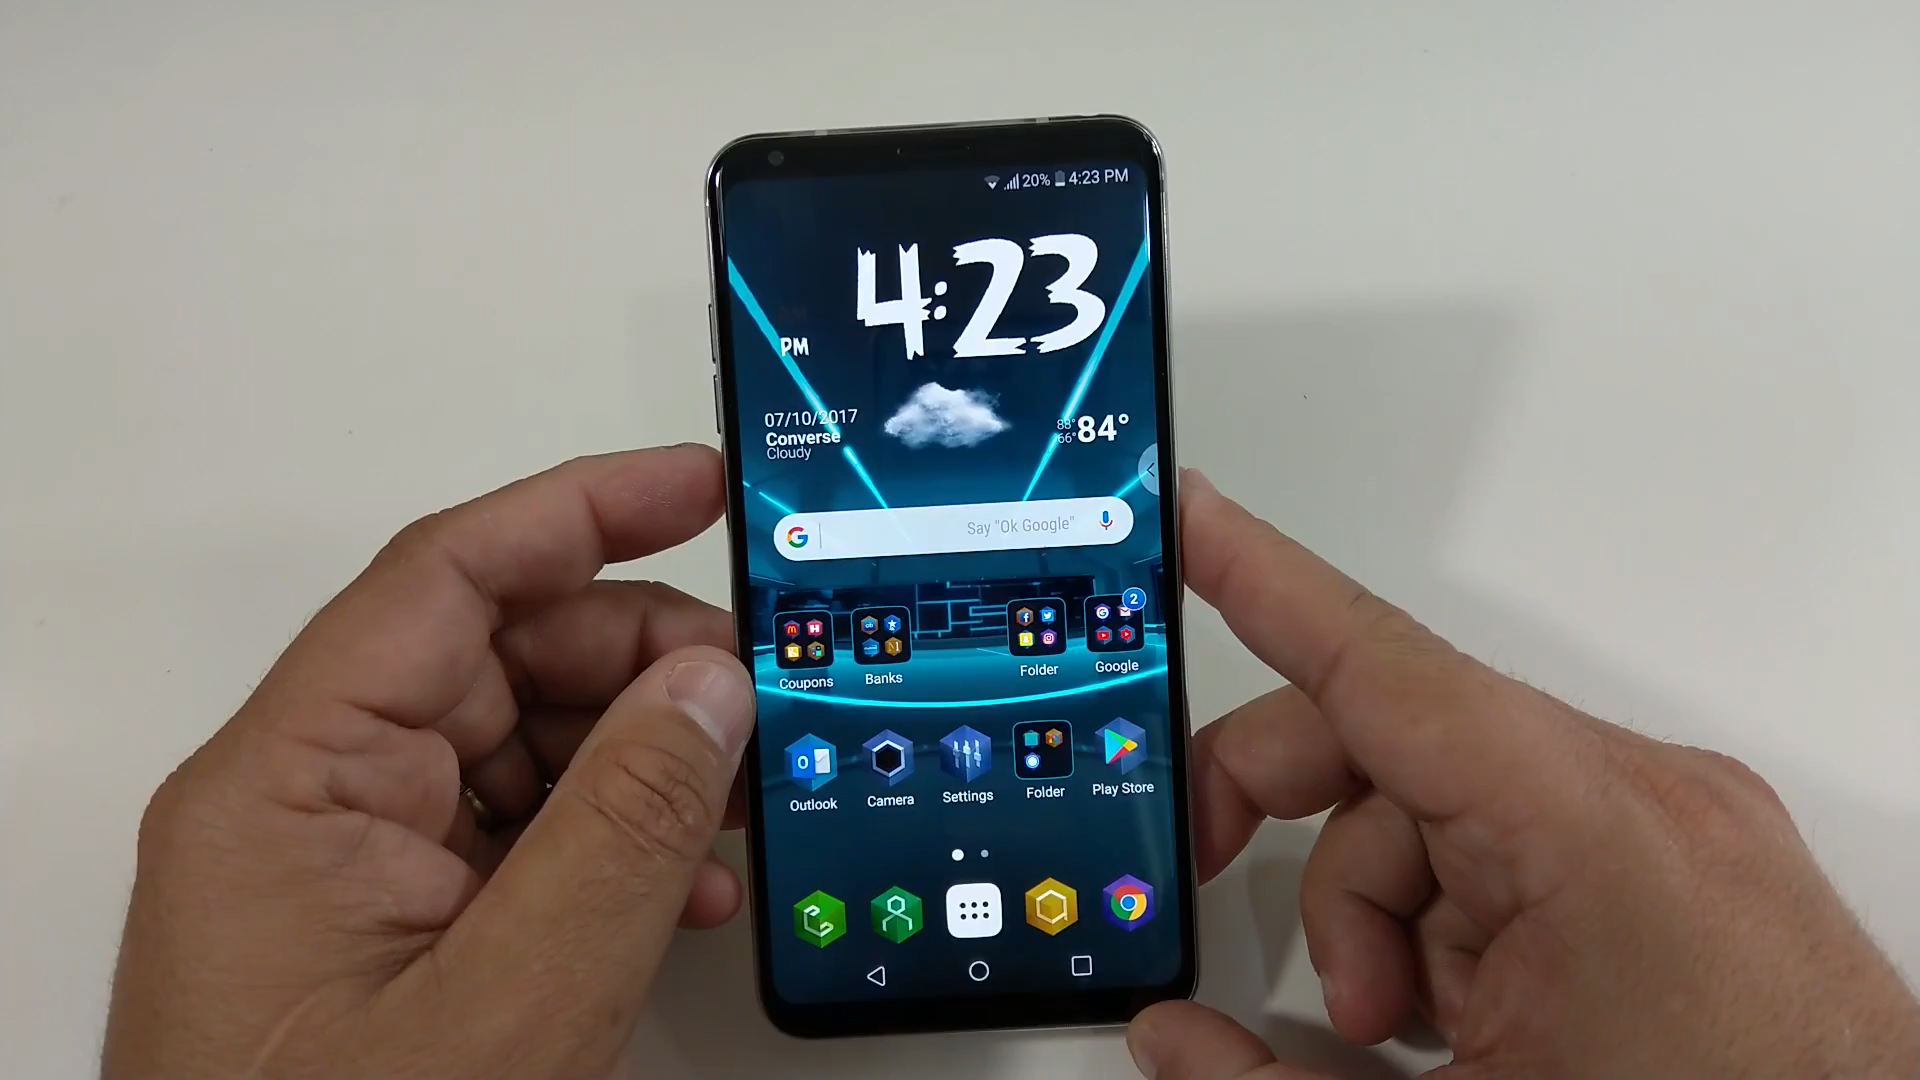 20% 4:23 PM
4:23
PM
07/10/2017
Converse
Cloudy
88°
66°
84°
Say "Ok Google"
2
Coupons
Banks
Folder
Google
Outlook
Camera
Settings
Folder
Play Store